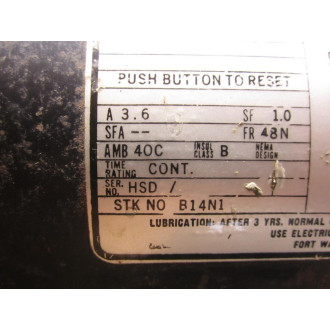 PUSH BUTTON TO RESET
A 3.6 SF 1.0
SFA -- FR 48N
AMB 40C INSUL CLASS B NEMA DESIGN
TIME RATING CONT.
SER. NO. HSD /
STK NO B14N1
LUBRICATION: AFTER 3 YRS. NORMAL
USE ELECTRIC
FORT WA